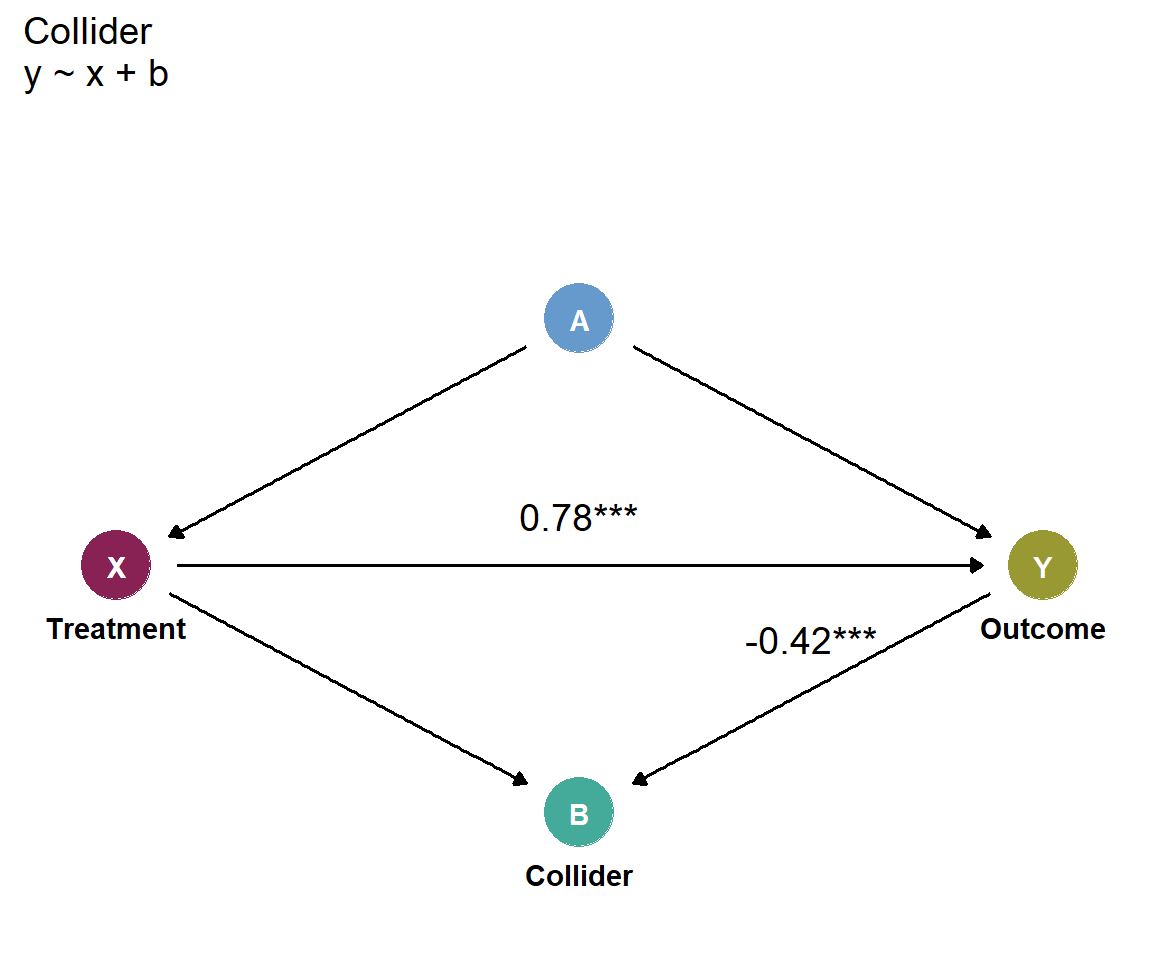 Collider
y ~ x + b
A
0.78***
X
Y
Treatment
Outcome
-0.42***
B
Collider